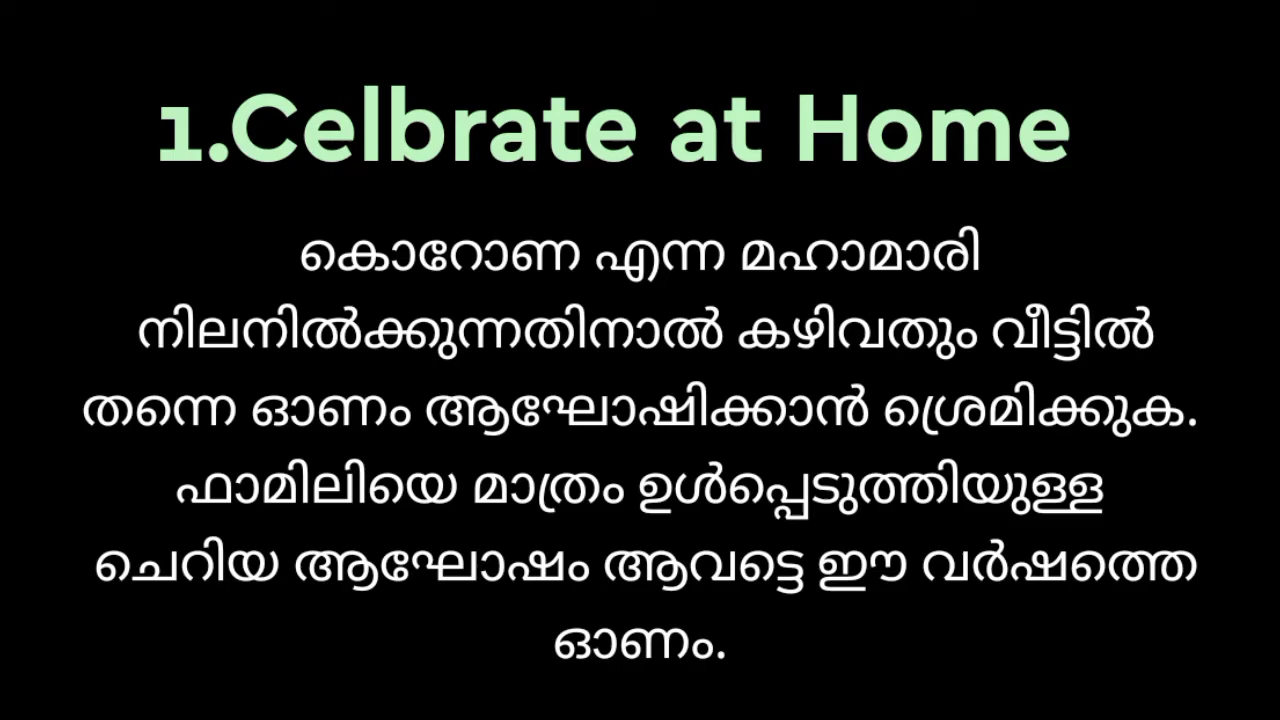 1.Celbrate at Home
കൊറോണ എന്ന മഹാമാരി
നിലനിൽക്കുന്നതിനാൽ കഴിവതും വീട്ടിൽ
തന്നെ ഓണം ആഘോഷിക്കാൻ ശ്രെമിക്കുക.
ഫാമിലിയെ മാത്രം ഉൾപ്പെടുത്തിയുള്ള
ചെറിയ ആഘോഷം ആവട്ടെ ഈ വർഷത്തെ
ഓണം.